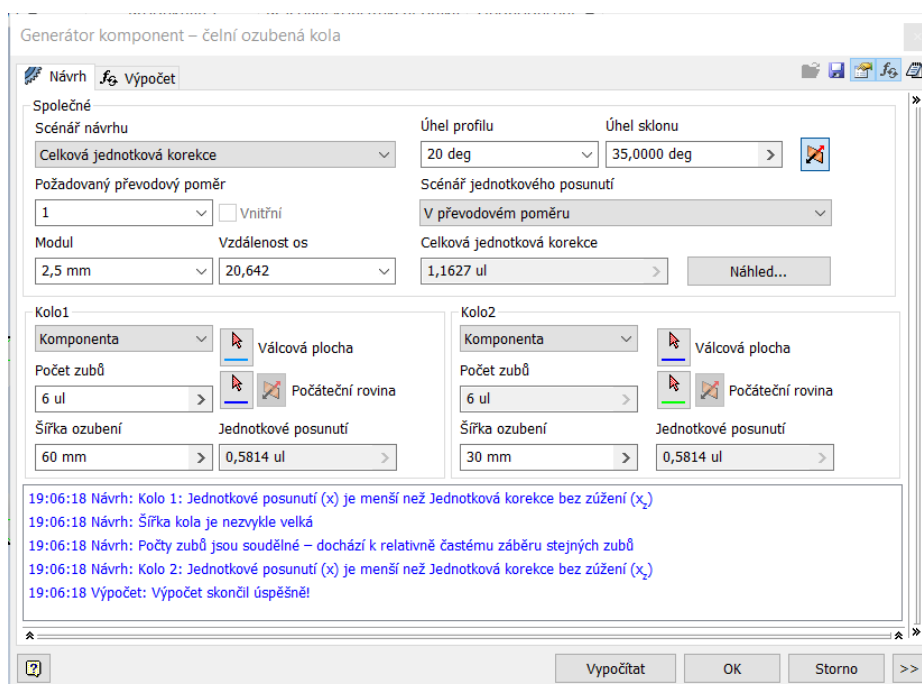 Generátor komponent – čelní ozubená kola
Návrh
Výpočet
Společné
Scénář návrhu
Úhel profilu
Úhel sklonu
Celková jednotková korekce
20 deg
35,0000 deg
Požadovaný převodový poměr
Scénář jednotkového posunutí
1
Vnitřní
V převodovém poměru
Modul
Vzdálenost os
Celková jednotková korekce
2,5 mm
20,642
1,1627 ul
Náhled...
Kolo1
Kolo2
Komponenta
Válcová plocha
Komponenta
Válcová plocha
Počet zubů
Počet zubů
6 ul
Počáteční rovina
6 ul
Počáteční rovina
Šířka ozubení
Jednotkové posunutí
Šířka ozubení
Jednotkové posunutí
60 mm
0,5814 ul
30 mm
0,5814 ul
19:06:18 Návrh: Kolo 1: Jednotkové posunutí (x) je menší než Jednotková korekce bez zúžení (xz)
19:06:18 Návrh: Šířka kola je nezvykle velká
19:06:18 Návrh: Počty zubů jsou soudělné – dochází k relativně častému záběru stejných zubů
19:06:18 Návrh: Kolo 2: Jednotkové posunutí (x) je menší než Jednotková korekce bez zúžení (xz)
19:06:18 Výpočet: Výpočet skončil úspěšně!
Vypočítat
OK
Storno
>>